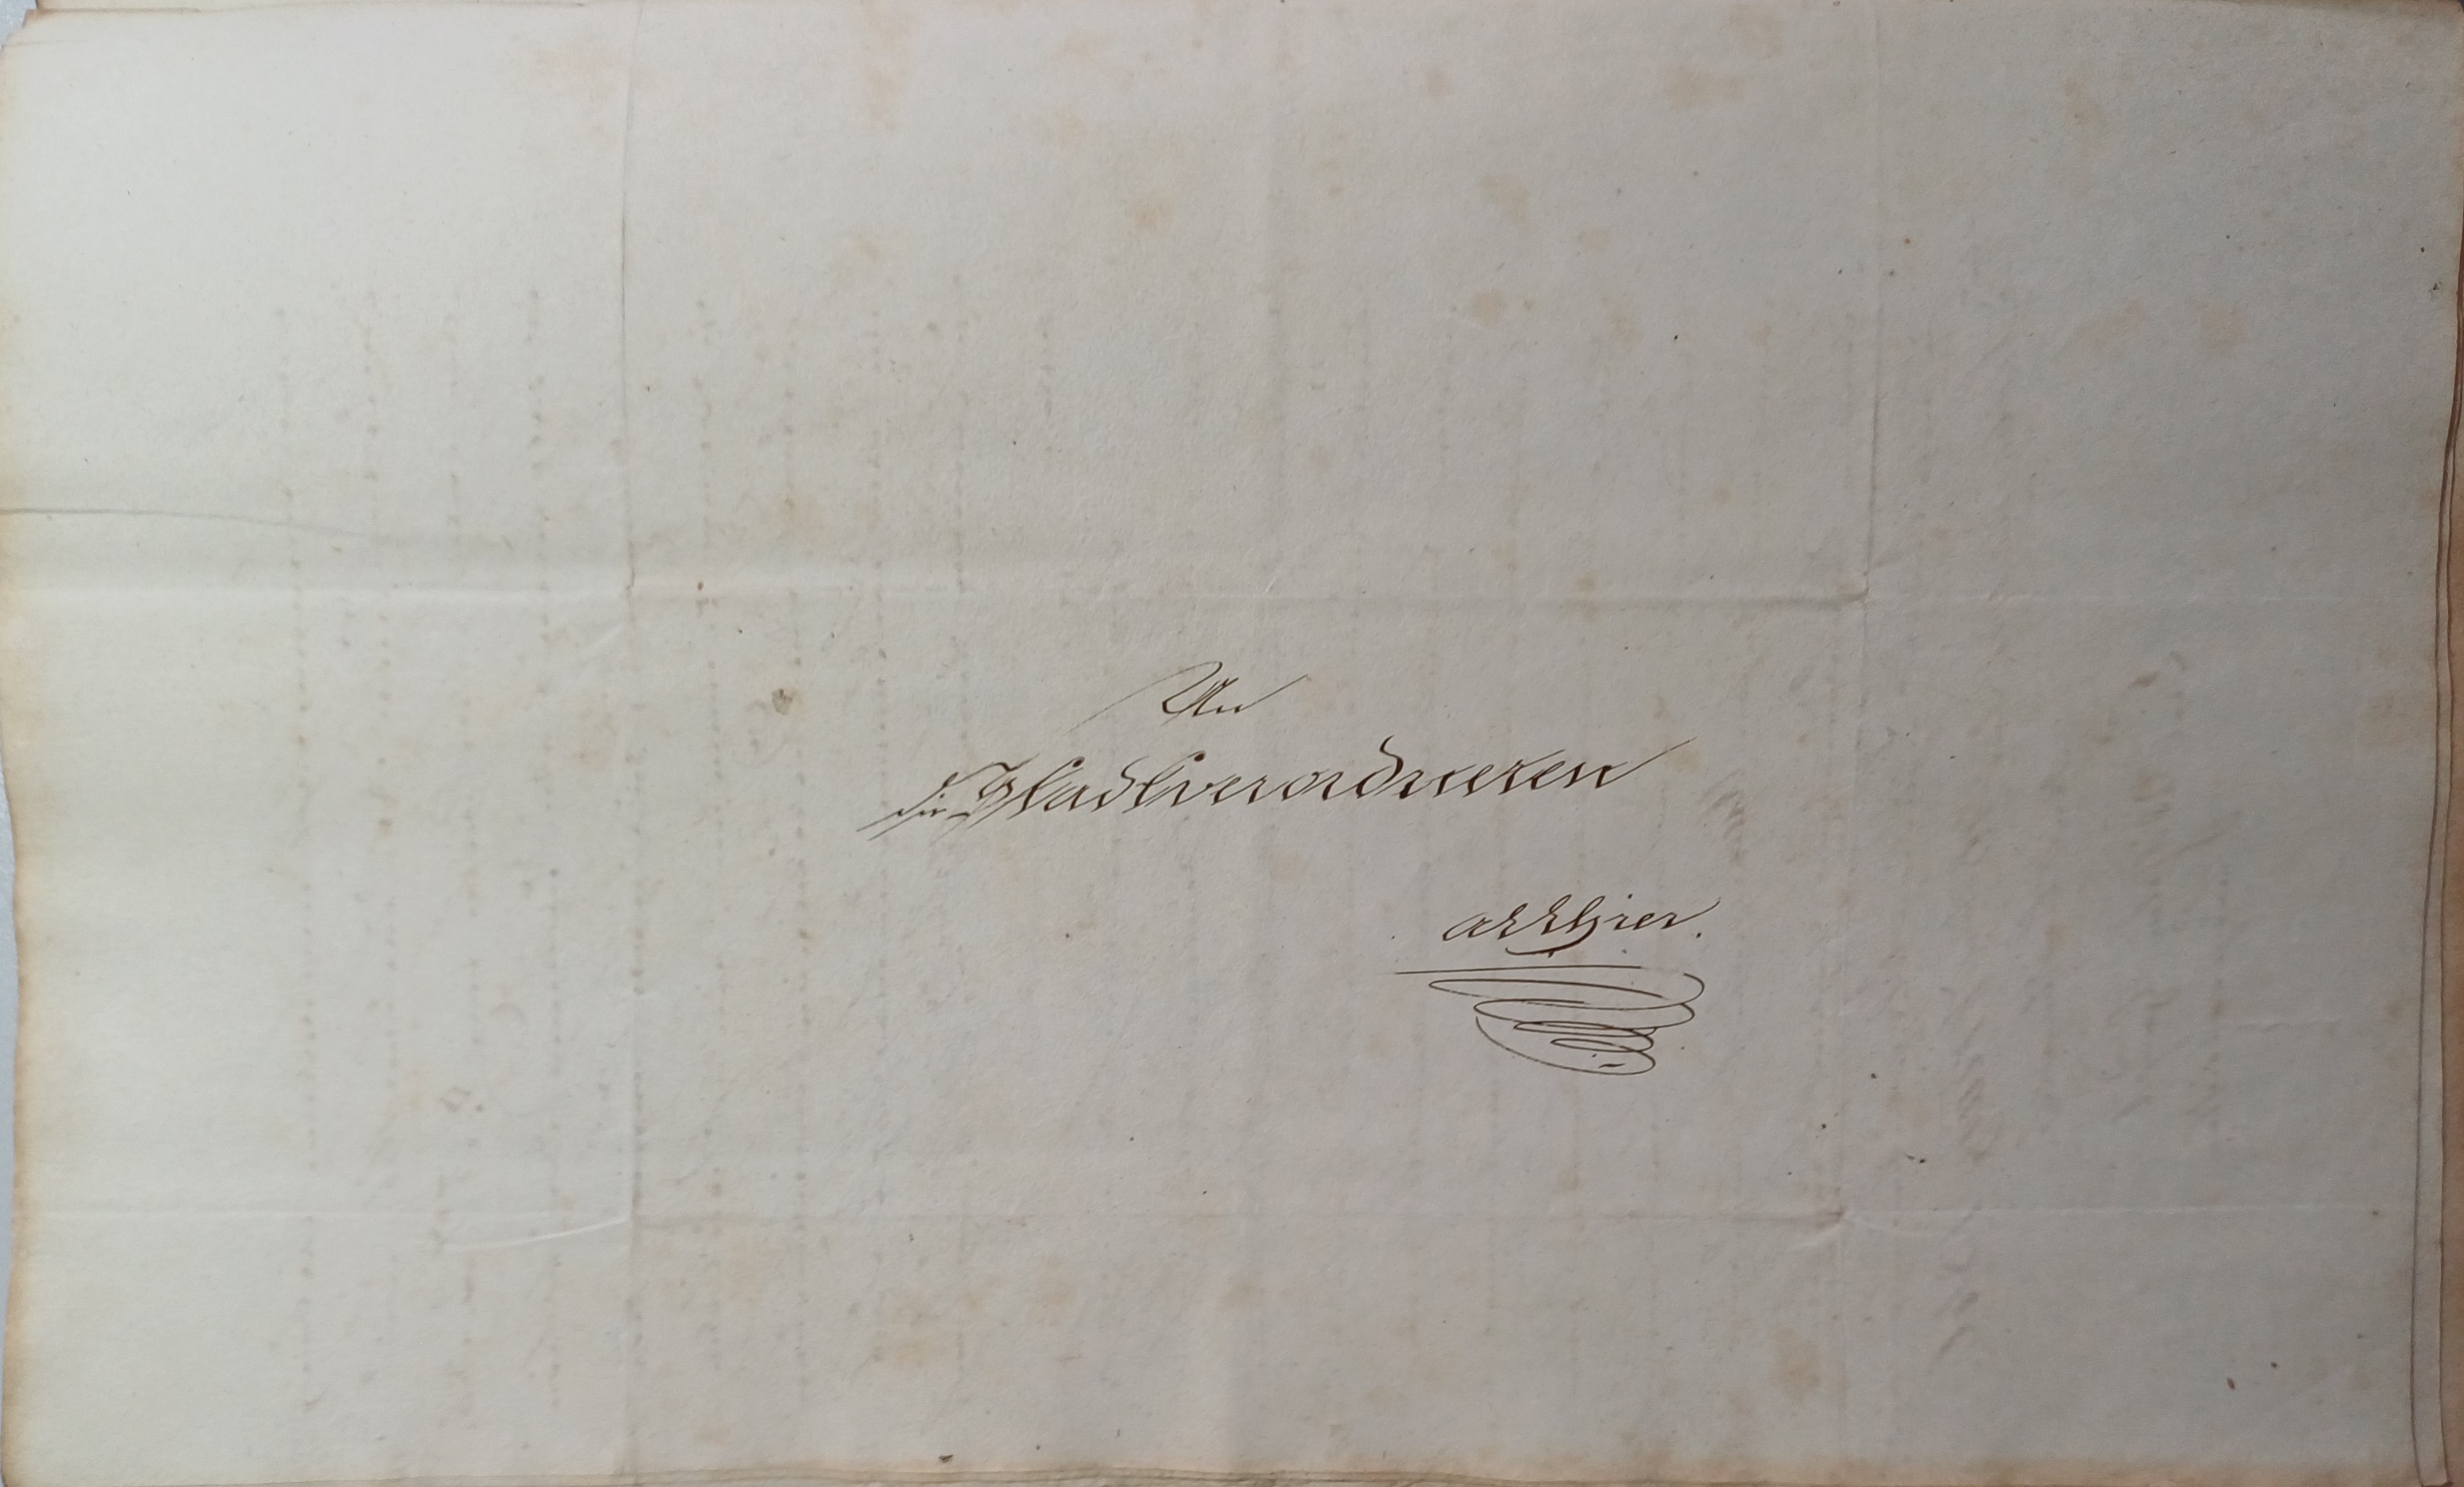 An
die Stadtverordneten
allhier.